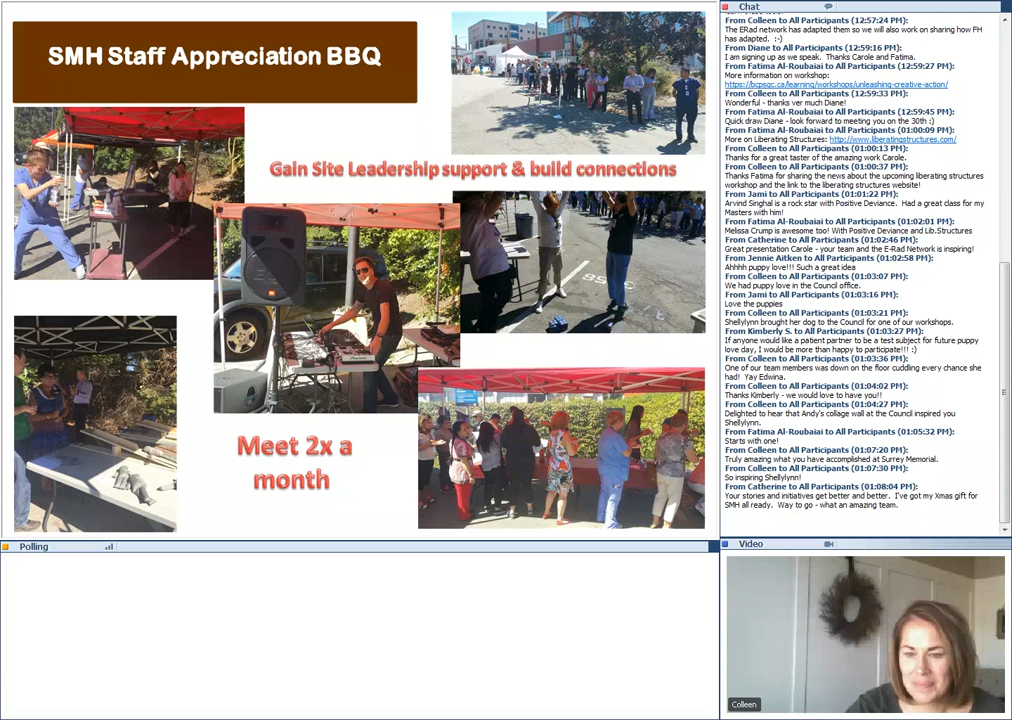 SMH Staff Appreciation BBQ
Gain Site Leadership support & build connections
Meet 2x a
month
Polling
Chat
From Colleen to All Participants (12:57:24 PM):
The ERad network has adapted them so we will also work on sharing how FH
has adapted. :-)
From Diane to All Participants (12:59:16 PM):
I am signing up as we speak. Thanks Carole and Fatima.
From Fatima Al-Roubaiai to All Participants (12:59:27 PM):
More information on workshop:
https://bcpsqc.ca/learning/workshops/unleashing-creative-action/
From Colleen to All Participants (12:59:33 PM):
Wonderful - thanks ver much Diane!
From Fatima Al-Roubaiai to All Participants (12:59:45 PM):
Quick draw Diane - look forward to meeting you on the 30th :)
From Fatima Al-Roubaiai to All Participants (01:00:09 PM):
More on Liberating Structures: http://www.liberatingstructures.com/
From Colleen to All Participants (01:00:13 PM):
Thanks for a great taster of the amazing work Carole.
From Colleen to All Participants (01:00:37 PM):
Thanks Fatima for sharing the news about the upcoming liberating structures
workshop and the link to the liberating structures website!
From Jami to All Participants (01:01:22 PM):
Arvind Singhal is a rock star with Positive Deviance. Had a great class for my
Masters with him!
From Fatima Al-Roubaiai to All Participants (01:02:01 PM):
Melissa Crump is awesome too! With Positive Deviance and Lib.Structures
From Catherine to All Participants (01:02:46 PM):
Great presentation Carole - your team and the E-Rad Network is inspiring!
From Jennie Aitken to All Participants (01:02:58 PM):
Ahhhh puppy love!!! Such a great idea
From Colleen to All Participants (01:03:07 PM):
We had puppy love in the Council office.
From Jami to All Participants (01:03:16 PM):
Love the puppies
From Colleen to All Participants (01:03:21 PM):
Shellylynn brought her dog to the Council for one of our workshops.
From Kimberly S. to All Participants (01:03:27 PM):
If anyone would like a patient partner to be a test subject for future puppy
love day, I would be more than happy to participate!!! :)
From Colleen to All Participants (01:03:36 PM):
One of our team members was down on the floor cuddling every chance she
had! Yay Edwina.
From Colleen to All Participants (01:04:02 PM):
Thanks Kimberly - we would love to have you!!
From Colleen to All Participants (01:04:27 PM):
Delighted to hear that Andy's collage wall at the Council inspired you
Shellylynn.
From Fatima Al-Roubaiai to All Participants (01:05:32 PM):
Starts with one!
From Colleen to All Participants (01:07:20 PM):
Truly amazing what you have accomplished at Surrey Memorial.
From Colleen to All Participants (01:07:30 PM):
So inspiring Shellylynn!
From Catherine to All Participants (01:08:04 PM):
Your stories and initiatives get better and better. I've got my Xmas gift for
SMH all ready. Way to go - what an amazing team.
Video
Colleen